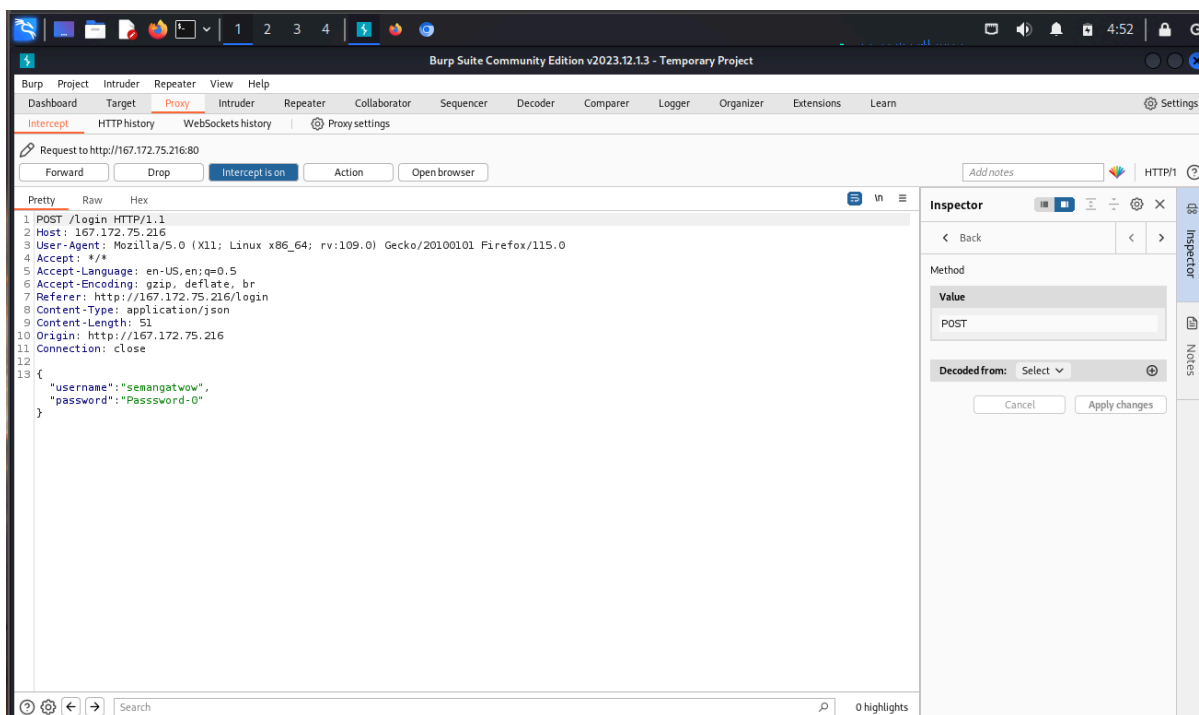 1 2 3 4 4:52
Burp Suite Community Edition v2023.12.1.3 - Temporary Project
Burp Project Intruder Repeater View Help
Dashboard Target Proxy Intruder Repeater Collaborator Sequencer Decoder Comparer Logger Organizer Extensions Learn Settings
Intercept HTTP history WebSockets history Proxy settings
Request to http://167.172.75.216:80
Forward Drop Intercept is on Action Open browser Add notes HTTP/1
Pretty Raw Hex \n
1 POST /login HTTP/1.1
2 Host: 167.172.75.216
3 User-Agent: Mozilla/5.0 (X11; Linux x86_64; rv:109.0) Gecko/20100101 Firefox/115.0
4 Accept: */*
5 Accept-Language: en-US,en;q=0.5
6 Accept-Encoding: gzip, deflate, br
7 Referer: http://167.172.75.216/login
8 Content-Type: application/json
9 Content-Length: 51
10 Origin: http://167.172.75.216
11 Connection: close
12
13 {
"username":"semangatwow",
"password":"Passsword-0"
}
Inspector
Back
Method
Value
POST
Decoded from: Select
Cancel Apply changes
Inspector
Notes
Search 0 highlights